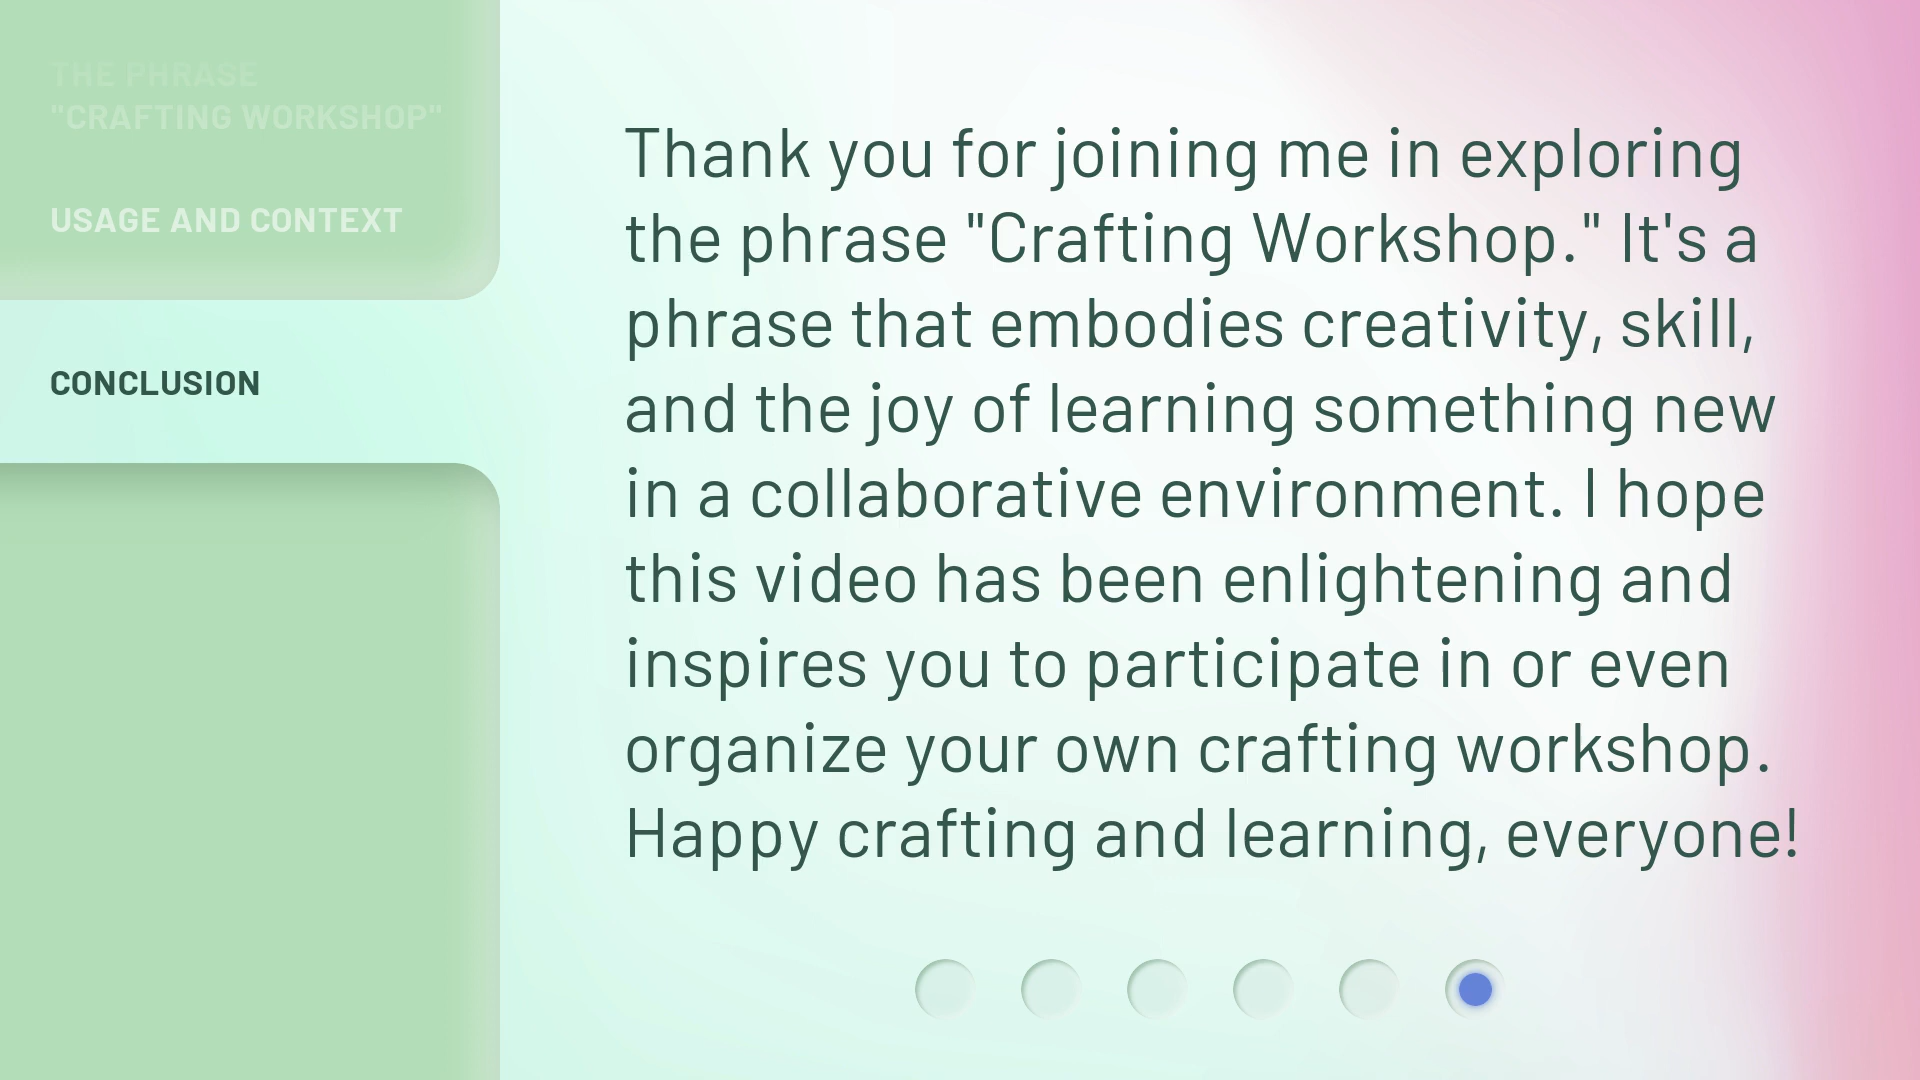 THE PHRASE
"CRAFTING WORKSHOP"
USAGE AND CONTEXT
CONCLUSION
Thank you for joining me in exploring
the phrase "Crafting Workshop." It's a
phrase that embodies creativity, skill,
and the joy of learning something new
in a collaborative environment. I hope
this video has been enlightening and
inspires you to participate in or even
organize your own crafting workshop.
Happy crafting and learning, everyone!